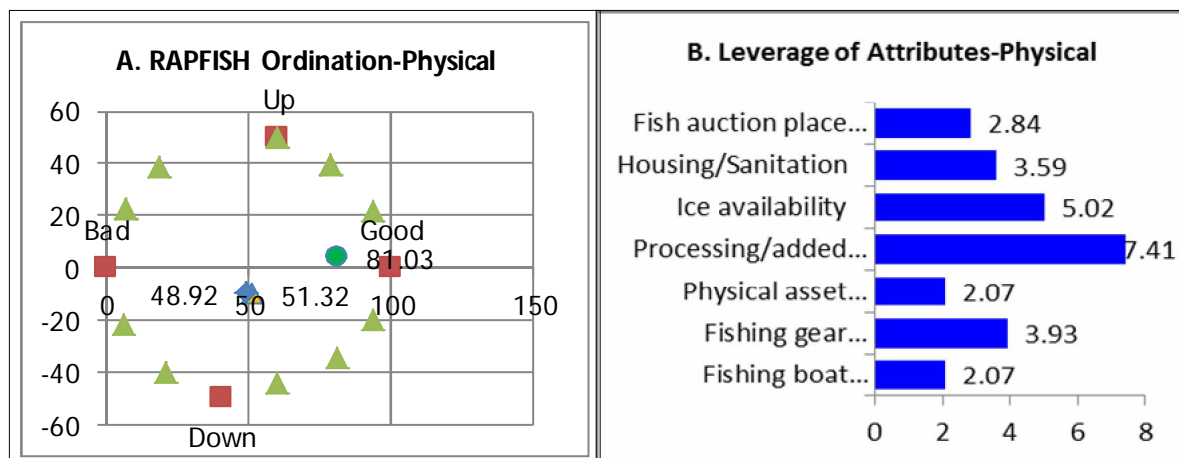 A. RAPFISH Ordination-Physical
Up
60
40
20
Bad
Good
0
81.03
0
48.92
50
51.32
100
150
-20
-40
-60
Down
B. Leverage of Attributes-Physical
Fish auction place...
2.84
Housing/Sanitation
3.59
Ice availability
5.02
Processing/added...
7.41
Physical asset...
2.07
Fishing gear...
3.93
Fishing boat...
2.07
0
2
4
6
8